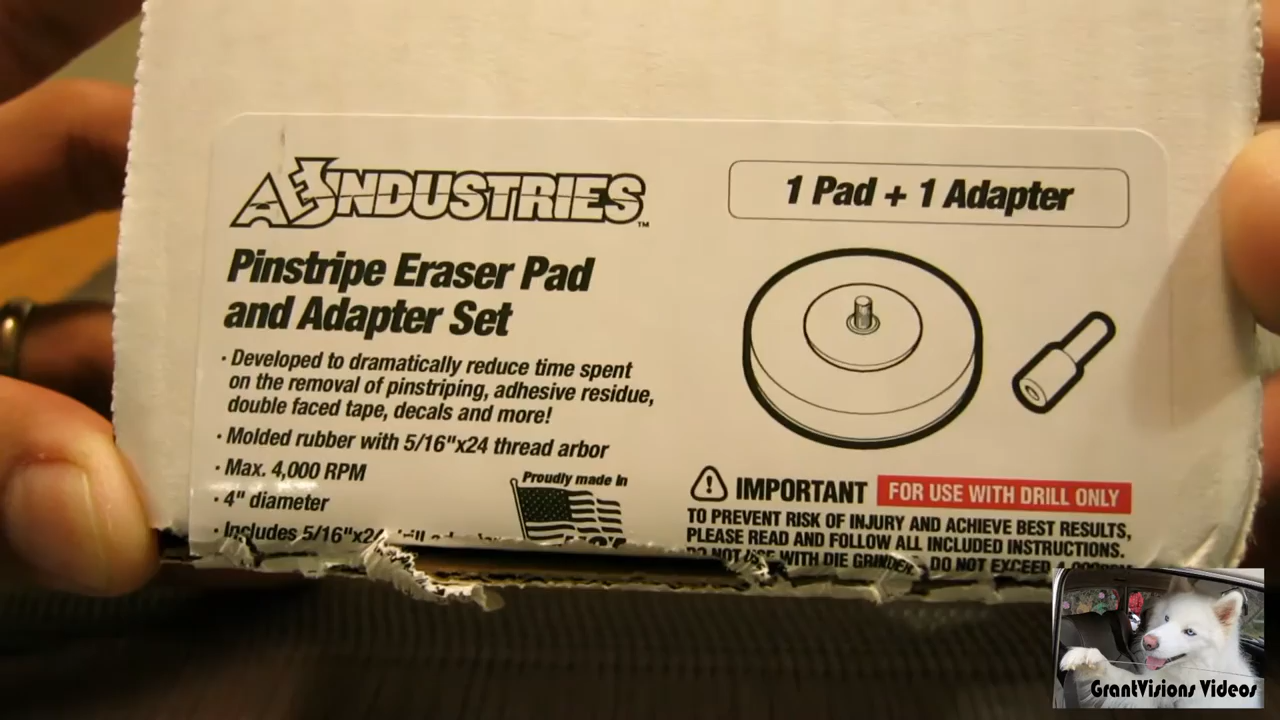 AES INDUSTRIES™
Pinstripe Eraser Pad
and Adapter Set
· Developed to dramatically reduce time spent
on the removal of pinstriping, adhesive residue,
double faced tape, decals and more!
· Molded rubber with 5/16"x24 thread arbor
· Max. 4,000 RPM
· 4" diameter
· Includes 5/16"x24
Proudly made in
1 Pad + 1 Adapter
IMPORTANT FOR USE WITH DRILL ONLY
TO PREVENT RISK OF INJURY AND ACHIEVE BEST RESULTS,
PLEASE READ AND FOLLOW ALL INCLUDED INSTRUCTIONS.
DO NOT USE WITH DIE GRINDER. DO NOT EXCEED
GrantVisions Videos